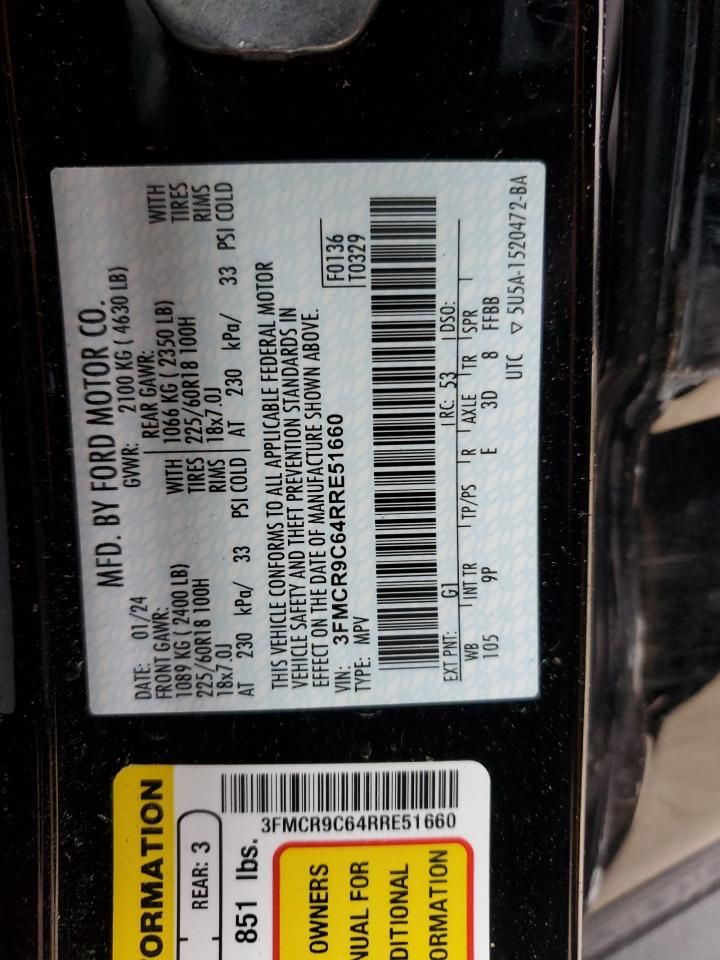 MFD. BY FORD MOTOR CO.
DATE: 01/24
GVWR: 2100 KG ( 4630 LB)
FRONT GAWR:
REAR GAWR:
1089 KG ( 2400 LB) WITH
1066 KG ( 2350 LB) WITH
225/60R18 100H TIRES
225/60R18 100H TIRES
18x7.0J RIMS
18x7.0J RIMS
AT 230 kPa/ 33 PSI COLD
AT 230 kPa/ 33 PSI COLD
THIS VEHICLE CONFORMS TO ALL APPLICABLE FEDERAL MOTOR
VEHICLE SAFETY AND THEFT PREVENTION STANDARDS IN
EFFECT ON THE DATE OF MANUFACTURE SHOWN ABOVE.
VIN: 3FMCR9C64RRE51660
TYPE: MPV
F0136
T0329
EXT PNT: G1 RC: 53 DSO:
WB INT TR TP/PS R AXLE TR SPR
105 9P E 3D 8 FFBB
UTC ▽ 5U5A-1520472-BA
ORMATION
REAR: 3
851 lbs.
3FMCR9C64RRE51660
OWNERS
NUAL FOR
DITIONAL
ORMATION